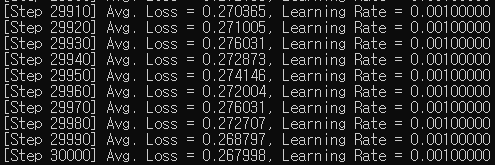 [Step 29910] Avg. Loss = 0.270365, Learning Rate = 0.00100000
[Step 29920] Avg. Loss = 0.271005, Learning Rate = 0.00100000
[Step 29930] Avg. Loss = 0.276031, Learning Rate = 0.00100000
[Step 29940] Avg. Loss = 0.272873, Learning Rate = 0.00100000
[Step 29950] Avg. Loss = 0.274146, Learning Rate = 0.00100000
[Step 29960] Avg. Loss = 0.272004, Learning Rate = 0.00100000
[Step 29970] Avg. Loss = 0.276031, Learning Rate = 0.00100000
[Step 29980] Avg. Loss = 0.272707, Learning Rate = 0.00100000
[Step 29990] Avg. Loss = 0.268797, Learning Rate = 0.00100000
[Step 30000] Avg. Loss = 0.267998, Learning Rate = 0.00100000